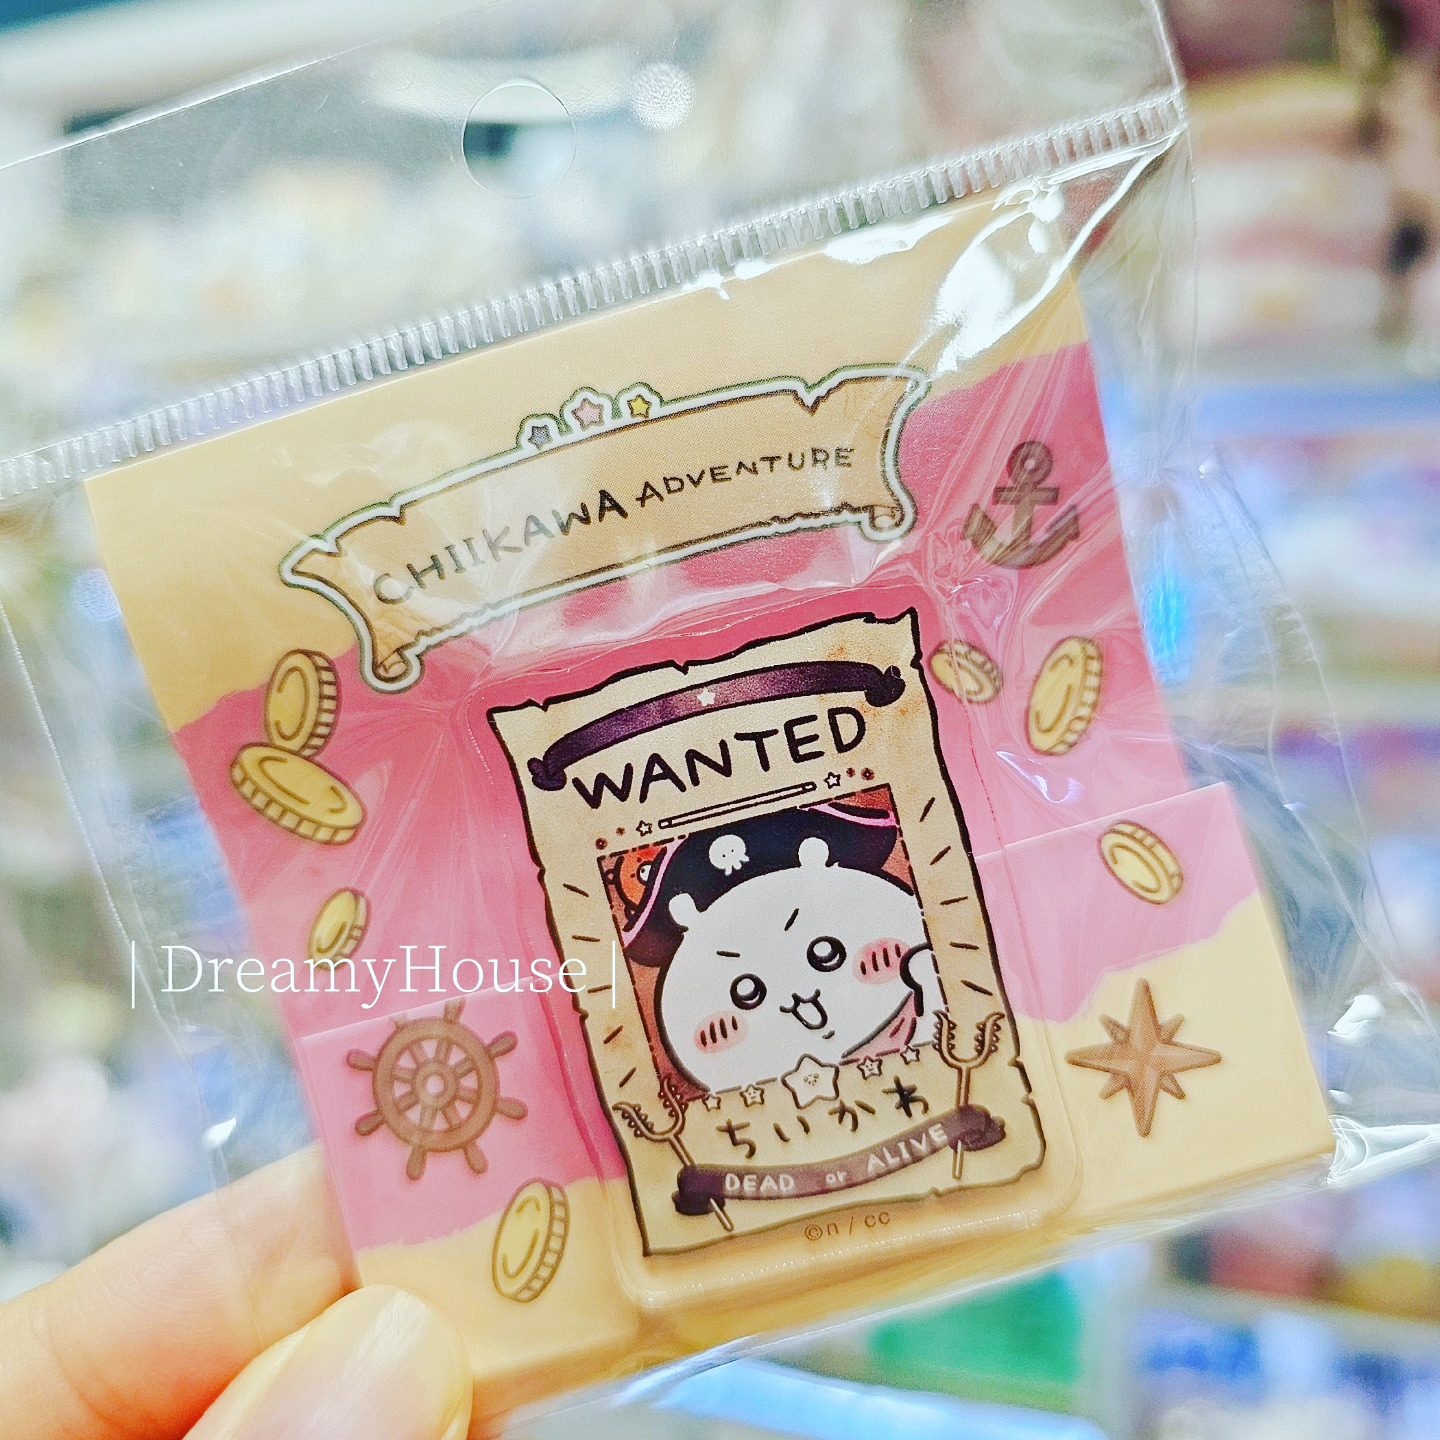 CHIIKAWA ADVENTURE
WANTED
ちいかわ
DEAD or ALIVE
©n / cc
| DreamyHouse |